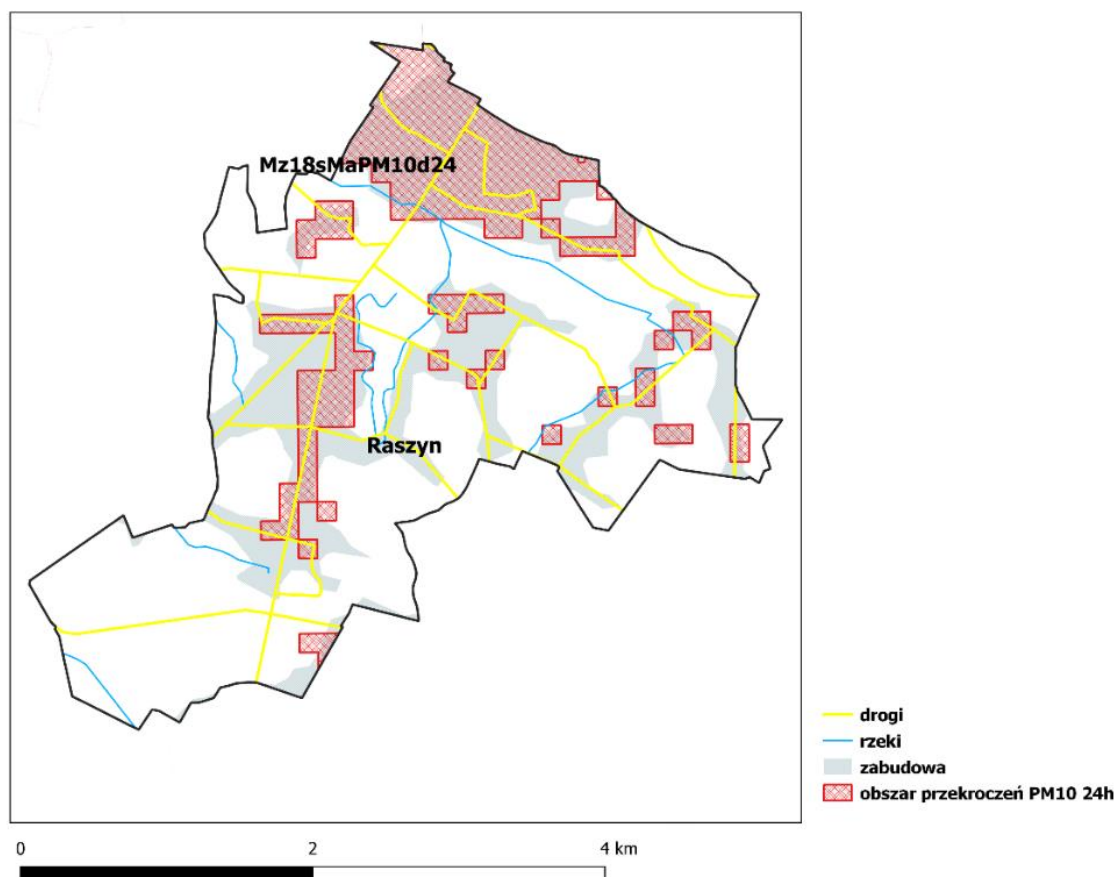 Mz18sMaPM10d24
Raszyn
drogi
rzeki
zabudowa
obszar przekroczeń PM10 24h
0 2 4 km